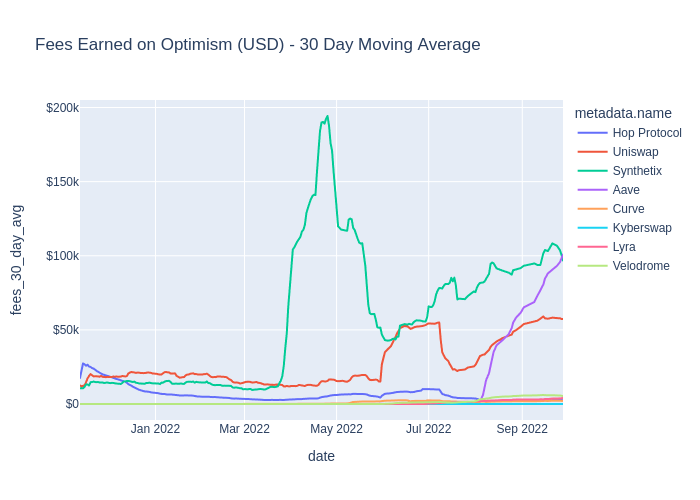 Fees Earned on Optimism (USD) - 30 Day Moving Average
metadata.name
Hop Protocol
Uniswap
Synthetix
Aave
Curve
Kyberswap
Lyra
Velodrome
fees_30_day_avg
$200k
$150k
$100k
$50k
$0
Jan 2022
Mar 2022
May 2022
Jul 2022
Sep 2022
date